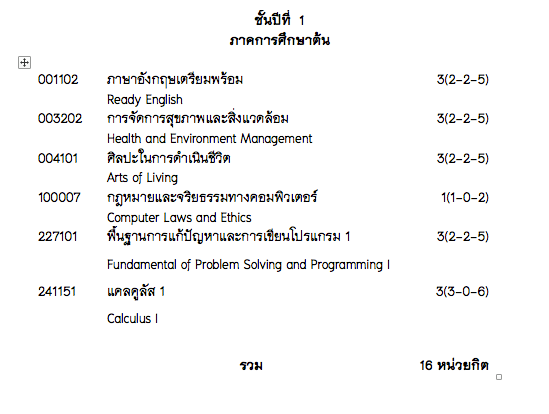 ชั้นปีที่ 1
ภาคการศึกษาต้น
001102 ภาษาอังกฤษเตรียมพร้อม 3(2-2-5)
Ready English
003202 การจัดการสุขภาพและสิ่งแวดล้อม 3(2-2-5)
Health and Environment Management
004101 ศิลปะในการดำเนินชีวิต 3(2-2-5)
Arts of Living
100007 กฎหมายและจริยธรรมทางคอมพิวเตอร์ 1(1-0-2)
Computer Laws and Ethics
227101 พื้นฐานการแก้ปัญหาและการเขียนโปรแกรม 1 3(2-2-5)
Fundamental of Problem Solving and Programming I
241151 แคลคูลัส 1 3(3-0-6)
Calculus I
รวม 16 หน่วยกิต